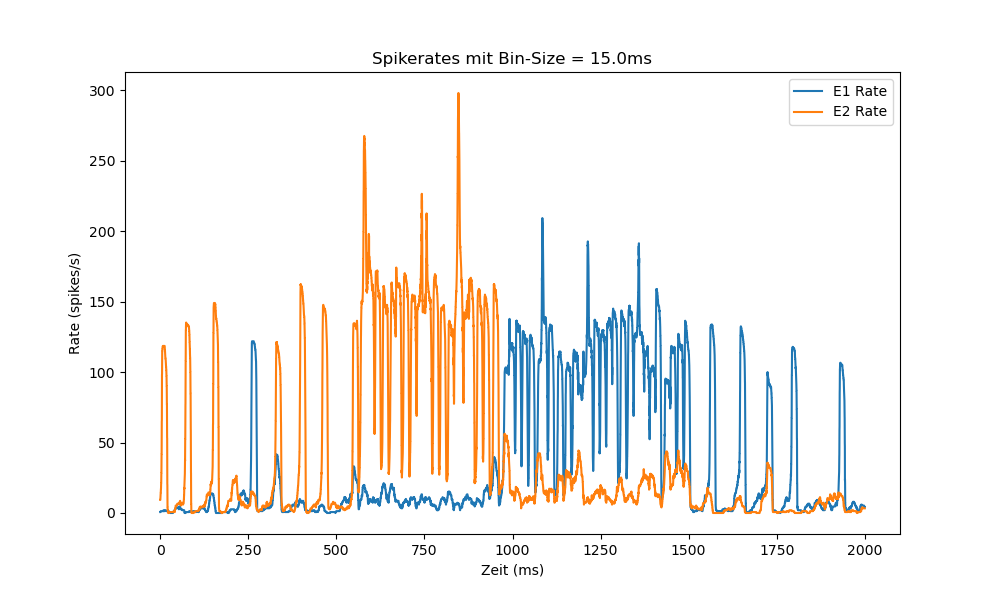 Spikerates mit Bin-Size = 15.0ms
E1 Rate
E2 Rate
Rate (spikes/s)
300
250
200
150
100
50
0
0 250 500 750 1000 1250 1500 1750 2000
Zeit (ms)